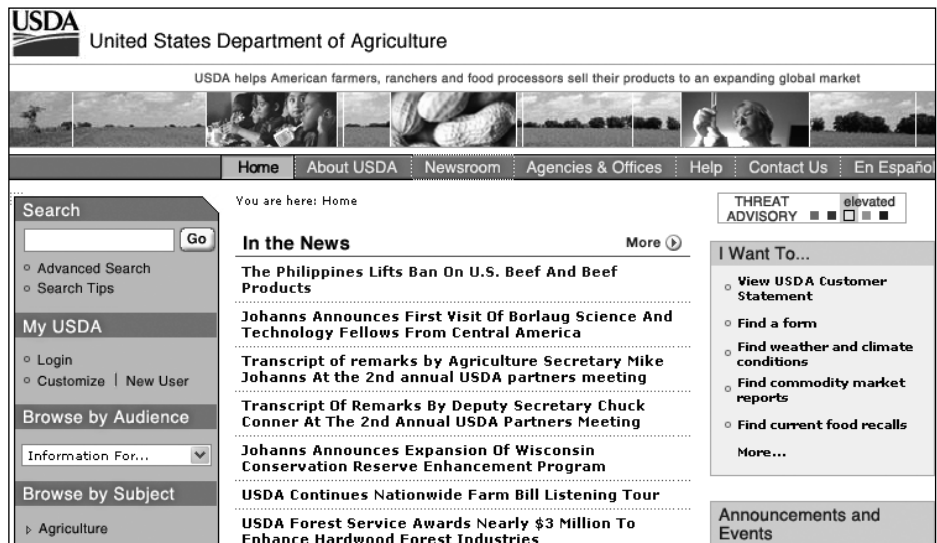 USDA
United States Department of Agriculture
USDA helps American farmers, ranchers and food processors sell their products to an expanding global market
Home
About USDA
Newsroom
Agencies & Offices
Help
Contact Us
En Español
Search
Go
Advanced Search
Search Tips
My USDA
Login
Customize | New User
Browse by Audience
Information For...
Browse by Subject
Agriculture
You are here: Home
In the News
More
The Philippines Lifts Ban On U.S. Beef And Beef
Products
Johanns Announces First Visit Of Borlaug Science And
Technology Fellows From Central America
Transcript of remarks by Agriculture Secretary Mike
Johanns At the 2nd annual USDA partners meeting
Transcript Of Remarks By Deputy Secretary Chuck
Conner At The 2nd Annual USDA Partners Meeting
Johanns Announces Expansion Of Wisconsin
Conservation Reserve Enhancement Program
USDA Continues Nationwide Farm Bill Listening Tour
USDA Forest Service Awards Nearly $3 Million To
Enhance Hardwood Forest Industries
THREAT elevated
ADVISORY
I Want To...
View USDA Customer
Statement
Find a form
Find weather and climate
conditions
Find commodity market
reports
Find current food recalls
More...
Announcements and
Events